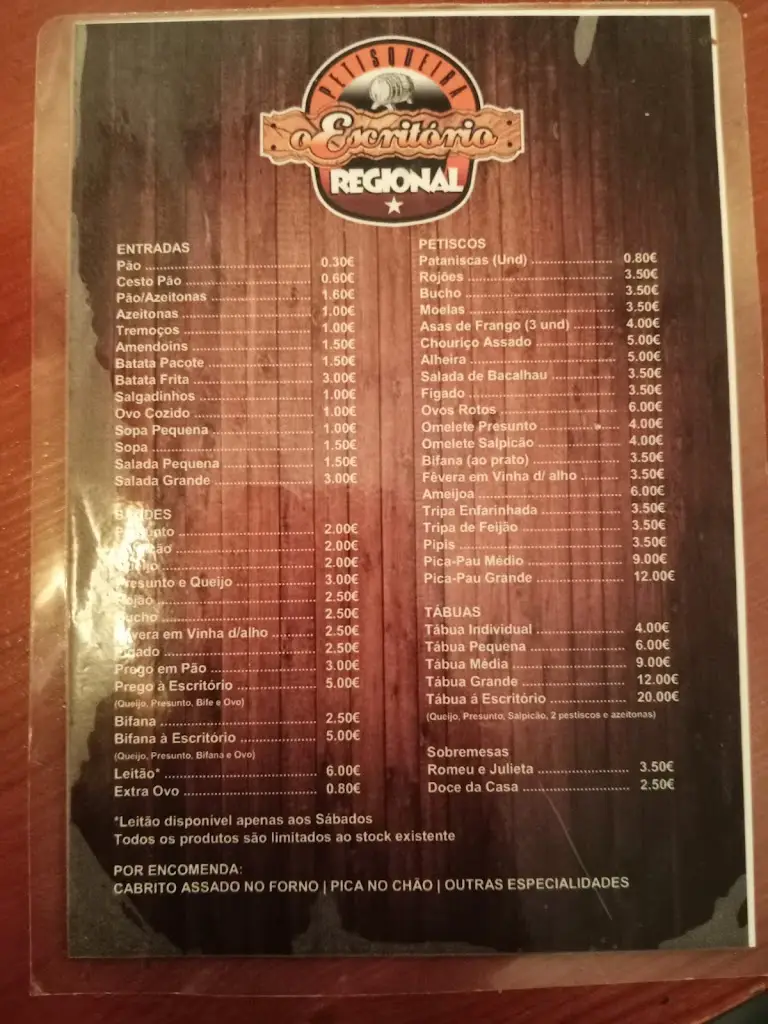 PETISQUEIRA
o Escritório
REGIONAL
ENTRADAS
Pão 0.30€
Cesto Pão 0.60€
Pão/Azeitonas 1.60€
Azeitonas 1.00€
Tremoços 1.00€
Amendoins 1.50€
Batata Pacote 1.50€
Batata Frita 3.00€
Salgadinhos 1.00€
Ovo Cozido 1.00€
Sopa Pequena 1.00€
Sopa 1.50€
Salada Pequena 1.50€
Salada Grande 3.00€
2.00€
2.00€
2.00€
Presunto e Queijo 3.00€
Rojão 2.50€
Bucho 2.50€
Fêvera em Vinha d/alho 2.50€
Fígado 2.50€
Prego em Pão 3.00€
Prego à Escritório 5.00€
(Queijo, Presunto, Bife e Ovo)
Bifana 2.50€
Bifana à Escritório 5.00€
(Queijo, Presunto, Bifana e Ovo)
Leitão* 6.00€
Extra Ovo 0.80€
PETISCOS
Pataniscas (Und) 0.80€
Rojões 3.50€
Bucho 3.50€
Moelas 3.50€
Asas de Frango (3 und) 4.00€
Chouriço Assado 5.00€
Alheira 5.00€
Salada de Bacalhau 3.50€
Fígado 3.50€
Ovos Rotos 6.00€
Omelete Presunto 4.00€
Omelete Salpicão 4.00€
Bifana (ao prato) 3.50€
Fêvera em Vinha d/ alho 3.50€
Ameijoa 6.00€
Tripa Enfarinhada 3.50€
Tripa de Feijão 3.50€
Pipis 3.50€
Pica-Pau Médio 9.00€
Pica-Pau Grande 12.00€
TÁBUAS
Tábua Individual 4.00€
Tábua Pequena 6.00€
Tábua Média 9.00€
Tábua Grande 12.00€
Tábua á Escritório 20.00€
(Queijo, Presunto, Salpicão, 2 pestiscos e azeitonas)
Sobremesas
Romeu e Julieta 3.50€
Doce da Casa 2.50€
*Leitão disponível apenas aos Sábados
Todos os produtos são limitados ao stock existente
POR ENCOMENDA:
CABRITO ASSADO NO FORNO | PICA NO CHÃO | OUTRAS ESPECIALIDADES